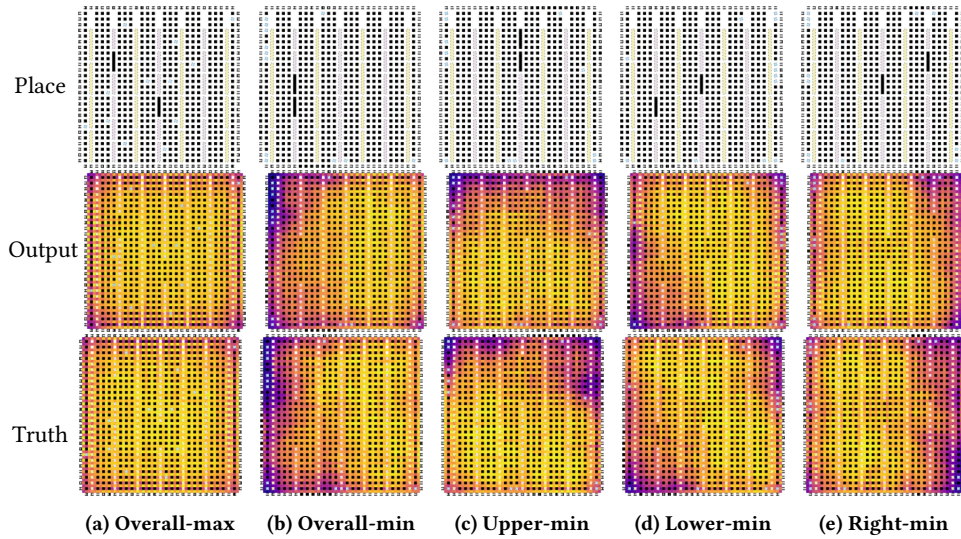 Place
Output
Truth
(a) Overall-max (b) Overall-min (c) Upper-min (d) Lower-min (e) Right-min